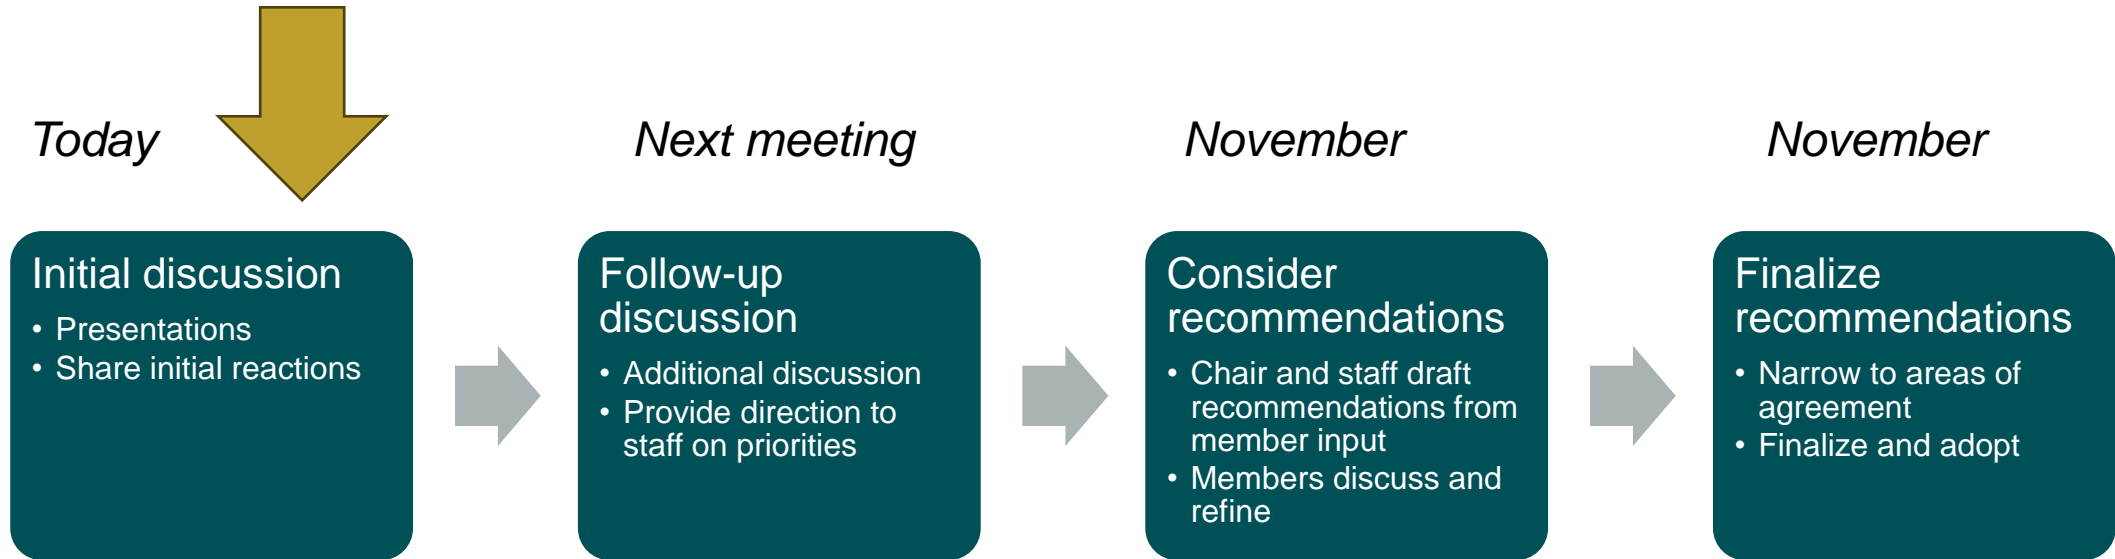 Today
Next meeting
November
November
Initial discussion
• Presentations
• Share initial reactions
Follow-up
discussion
• Additional discussion
• Provide direction to
staff on priorities
Consider
recommendations
• Chair and staff draft
recommendations from
member input
• Members discuss and
refine
Finalize
recommendations
• Narrow to areas of
agreement
• Finalize and adopt